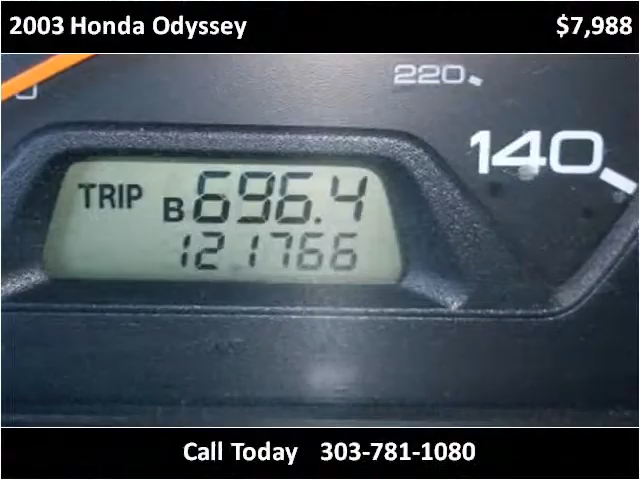 2003 Honda Odyssey $7,988
220
140
TRIP B 696.4
121766
Call Today 303-781-1080